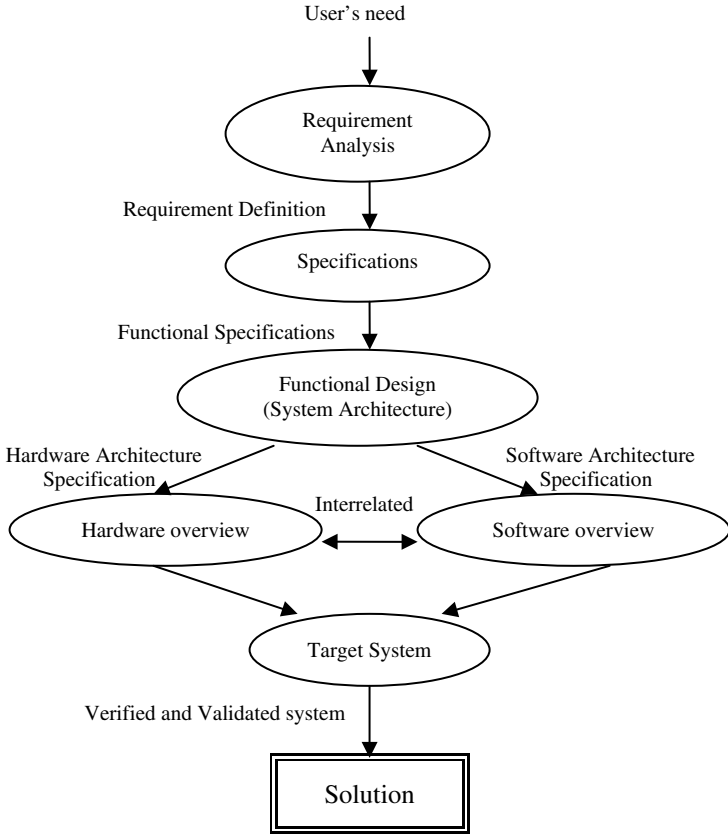 User’s need
Requirement
Analysis
Requirement Definition
Specifications
Functional Specifications
Functional Design
(System Architecture)
Hardware Architecture
Specification
Software Architecture
Specification
Interrelated
Hardware overview
Software overview
Target System
Verified and Validated system
Solution